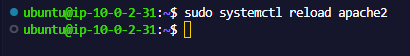 ubuntu@ip-10-0-2-31:~$ sudo systemctl reload apache2
ubuntu@ip-10-0-2-31:~$